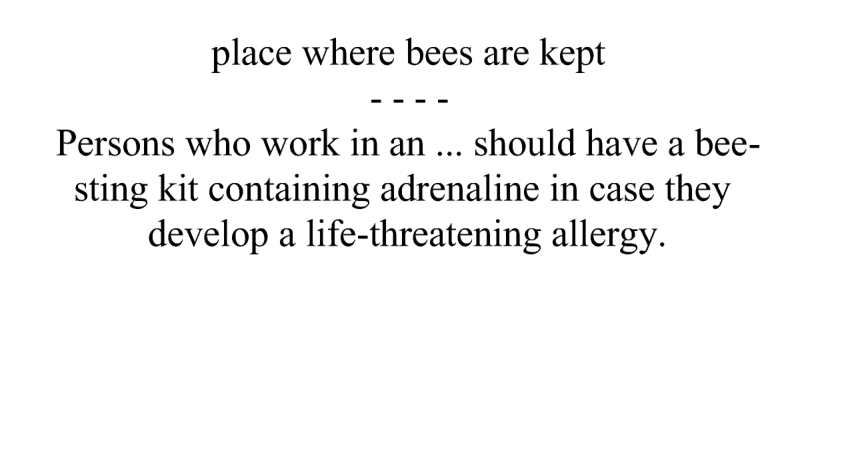 place where bees are kept
- - - -
Persons who work in an ... should have a bee-
sting kit containing adrenaline in case they
develop a life-threatening allergy.